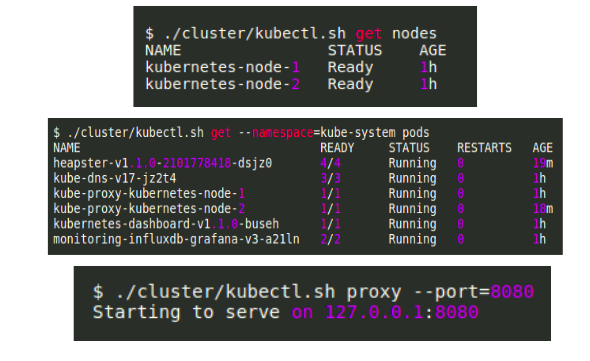 $ ./cluster/kubectl.sh get nodes
NAME STATUS AGE
kubernetes-node-1 Ready 1h
kubernetes-node-2 Ready 1h
$ ./cluster/kubectl.sh get --namespace=kube-system pods
NAME READY STATUS RESTARTS AGE
heapster-v1.1.0-2101778418-dsjz0 4/4 Running 0 19m
kube-dns-v17-jz2t4 3/3 Running 0 1h
kube-proxy-kubernetes-node-1 1/1 Running 0 1h
kube-proxy-kubernetes-node-2 1/1 Running 0 18m
kubernetes-dashboard-v1.1.0-buseh 1/1 Running 0 1h
monitoring-influxdb-grafana-v3-a21ln 2/2 Running 0 1h
$ ./cluster/kubectl.sh proxy --port=8080
Starting to serve on 127.0.0.1:8080